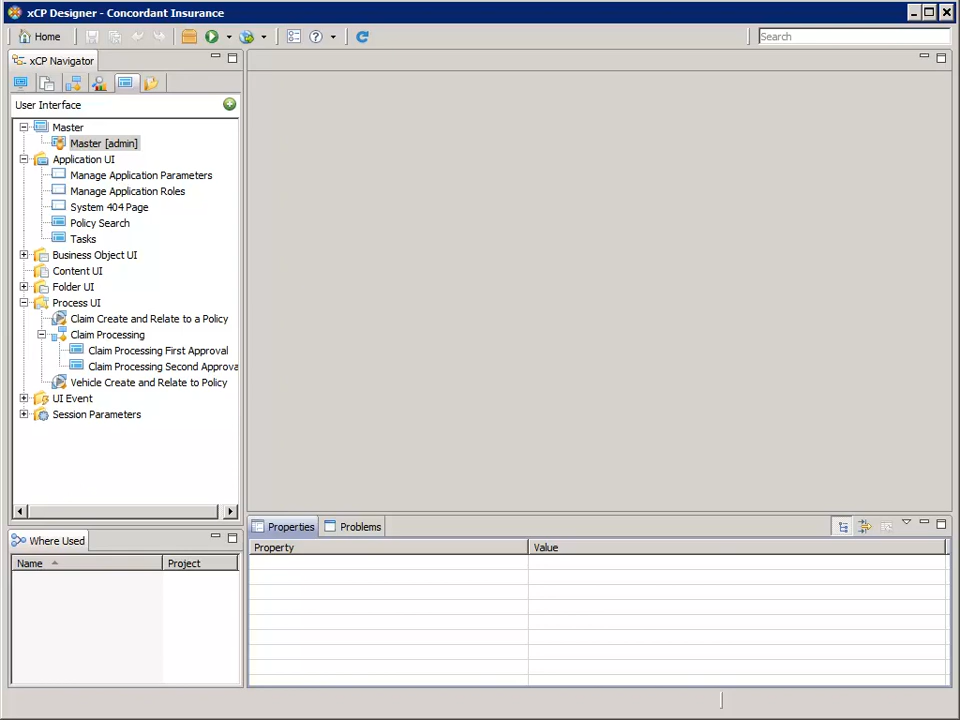 xCP Designer - Concordant Insurance
Home
Search
xCP Navigator
User Interface
Master
Master [admin]
Application UI
Manage Application Parameters
Manage Application Roles
System 404 Page
Policy Search
Tasks
Business Object UI
Content UI
Folder UI
Process UI
Claim Create and Relate to a Policy
Claim Processing
Claim Processing First Approval
Claim Processing Second Approva
Vehicle Create and Relate to Policy
UI Event
Session Parameters
Properties
Problems
Property
Value
Where Used
Name
Project